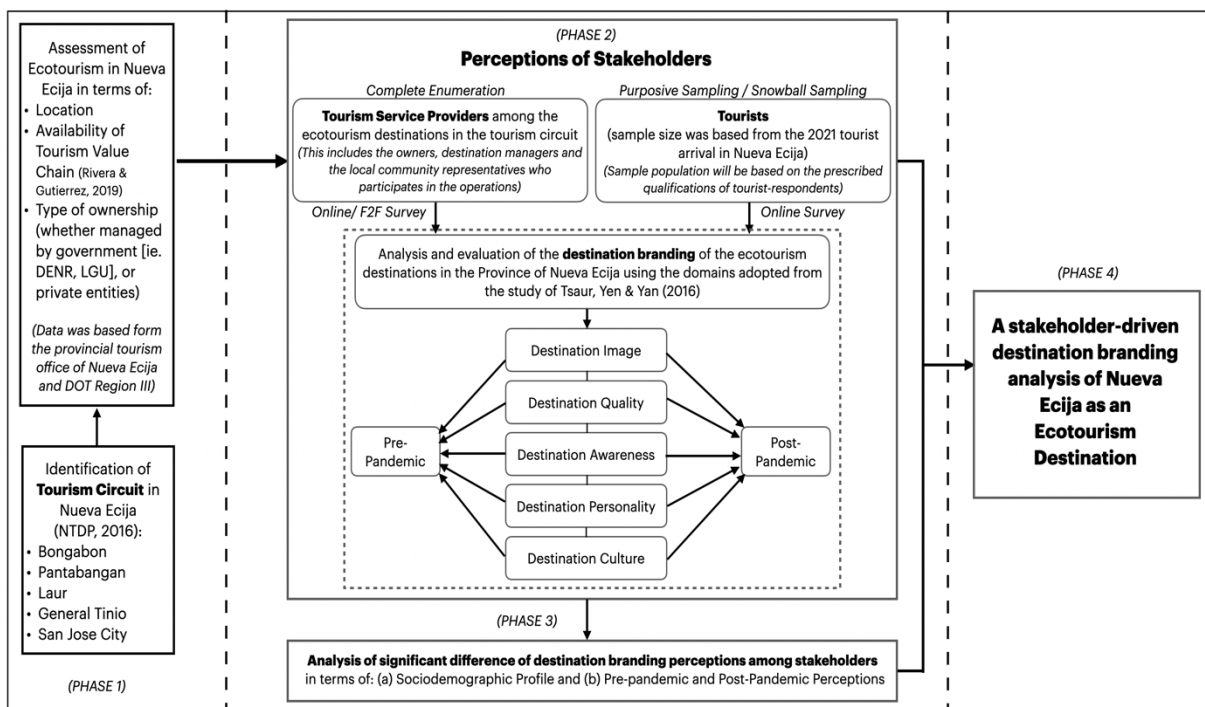 Assessment of
Ecotourism in Nueva
Ecija in terms of:
• Location
• Availability of
Tourism Value
Chain (Rivera &
Gutierrez, 2019)
• Type of ownership
(whether managed
by government [ie.
DENR, LGU], or
private entities)
(Data was based form
the provincial tourism
office of Nueva Ecija
and DOT Region III)
Identification of
Tourism Circuit in
Nueva Ecija
(NTDP, 2016):
• Bongabon
• Pantabangan
• Laur
• General Tinio
• San Jose City
(PHASE 1)
(PHASE 2)
Perceptions of Stakeholders
Complete Enumeration
Tourism Service Providers among the
ecotourism destinations in the tourism circuit
(This includes the owners, destination managers and
the local community representatives who
participates in the operations)
Purposive Sampling / Snowball Sampling
Tourists
(sample size was based from the 2021 tourist
arrival in Nueva Ecija)
(Sample population will be based on the prescribed
qualifications of tourist-respondents)
Online/ F2F Survey
Online Survey
Analysis and evaluation of the destination branding of the ecotourism
destinations in the Province of Nueva Ecija using the domains adopted from
the study of Tsaur, Yen & Yan (2016)
Destination Image
Destination Quality
Pre-
Pandemic
Destination Awareness
Post-
Pandemic
Destination Personality
Destination Culture
(PHASE 3)
Analysis of significant difference of destination branding perceptions among stakeholders
in terms of: (a) Sociodemographic Profile and (b) Pre-pandemic and Post-Pandemic Perceptions
(PHASE 4)
A stakeholder-driven
destination branding
analysis of Nueva
Ecija as an
Ecotourism
Destination